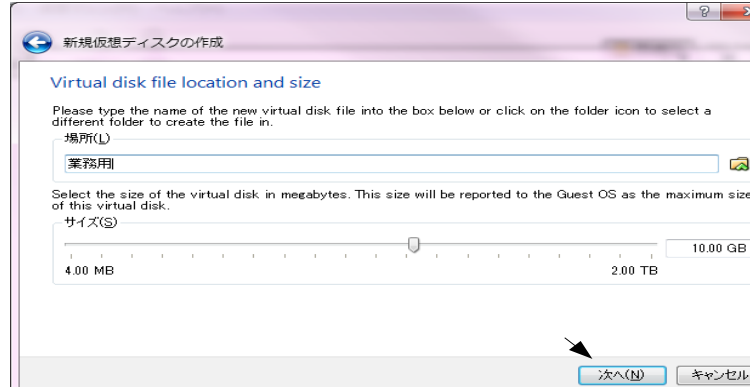 新規仮想ディスクの作成
Virtual disk file location and size
Please type the name of the new virtual disk file into the box below or click on the folder icon to select a
different folder to create the file in.
場所(L)
業務用
Select the size of the virtual disk in megabytes. This size will be reported to the Guest OS as the maximum size
of this virtual disk.
サイズ(S)
10.00 GB
4.00 MB 2.00 TB
次へ(N) キャンセル